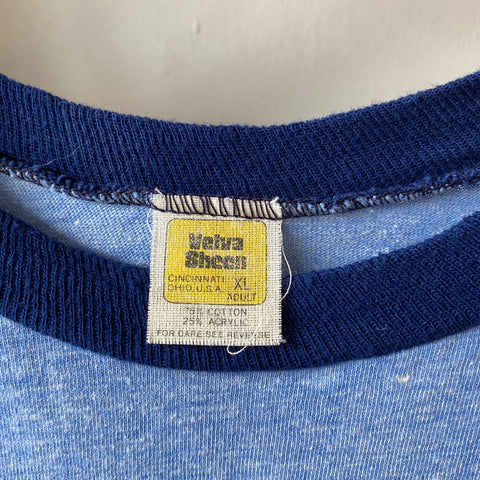 Velva
Sheen
CINCINNATI
OHIO, U.S.A. XL
ADULT
75% COTTON
25% ACRYLIC
FOR CARE SEE REVERSE